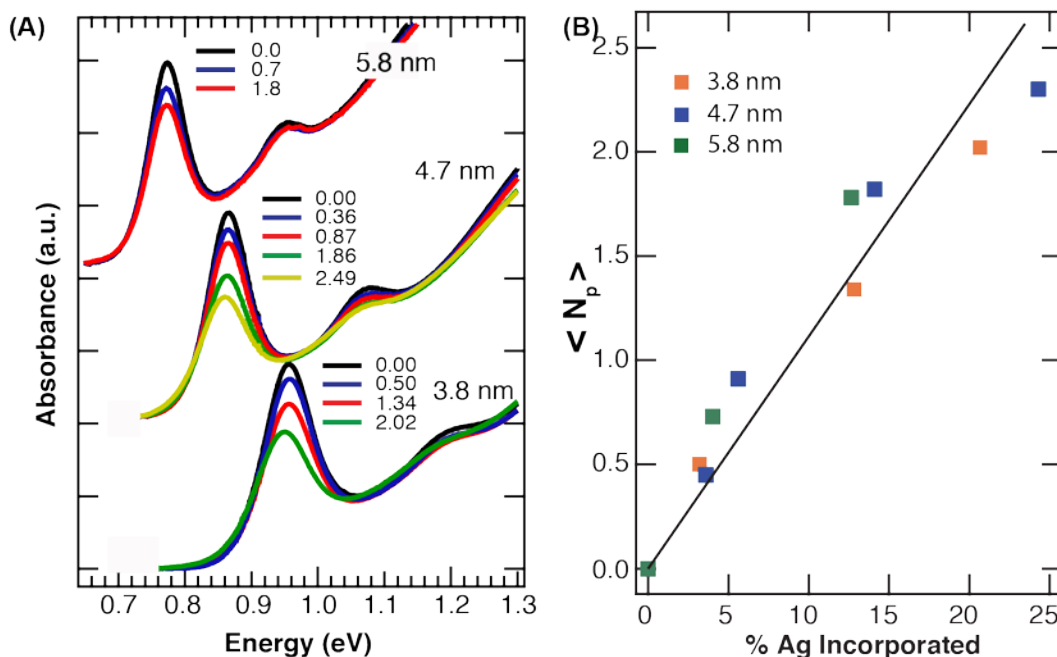 (A)
0.0
0.7
1.8
5.8 nm
4.7 nm
0.00
0.36
0.87
1.86
2.49
0.00
0.50
1.34
2.02
3.8 nm
Absorbance (a.u.)
0.7 0.8 0.9 1.0 1.1 1.2 1.3
Energy (eV)
(B)
3.8 nm
4.7 nm
5.8 nm
2.5
2.0
1.5
1.0
0.5
0.0
< Np >
0 5 10 15 20 25
% Ag Incorporated